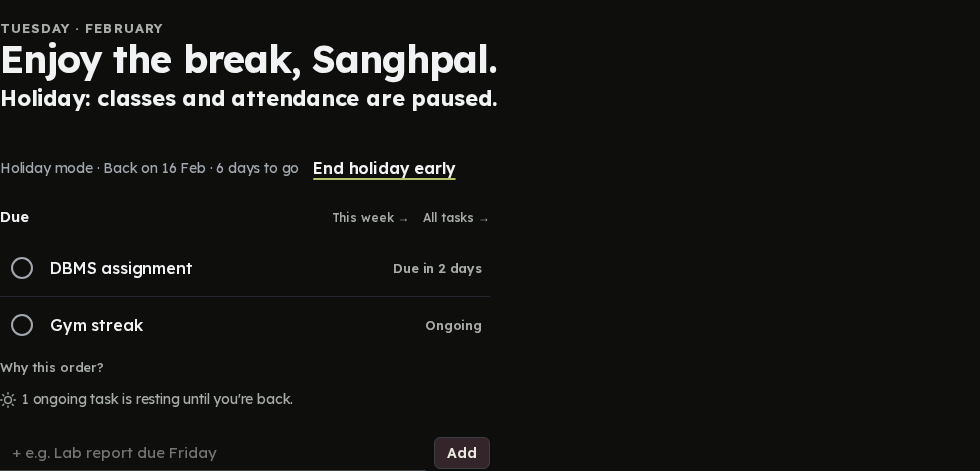 TUESDAY · FEBRUARY
Enjoy the break, Sanghpal.
Holiday: classes and attendance are paused.
Holiday mode · Back on 16 Feb · 6 days to go End holiday early
Due This week → All tasks →
DBMS assignment Due in 2 days
Gym streak Ongoing
Why this order?
1 ongoing task is resting until you're back.
+ e.g. Lab report due Friday Add